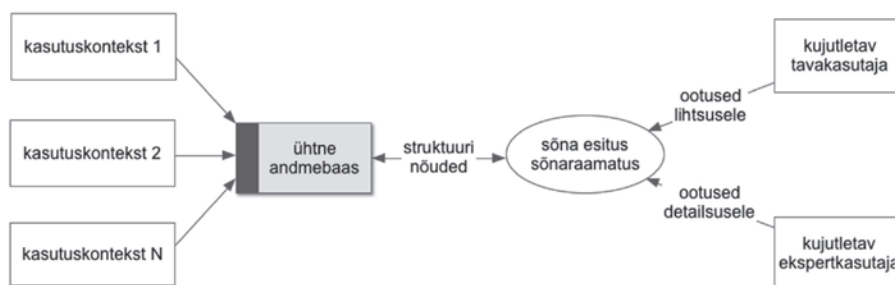 kasutuskontekst 1
kasutuskontekst 2
kasutuskontekst N
ühtne
andmebaas
struktuuri
nõuded
sõna esitus
sõnaraamatus
ootused
lihtsusele
ootused
detailsusele
kujutletav
tavakasutaja
kujutletav
ekspertkasutaja